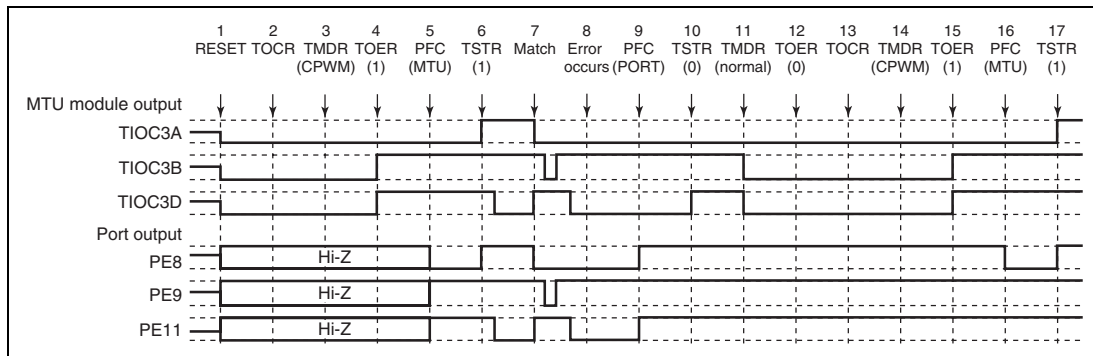 1 2 3 4 5 6 7 8 9 10 11 12 13 14 15 16 17
RESET TOCR TMDR TOER PFC TSTR Match Error PFC TSTR TMDR TOER TOCR TMDR TOER PFC TSTR
(CPWM) (1) (MTU) (1) occurs (PORT) (0) (normal) (0) (CPWM) (1) (MTU) (1)
MTU module output
TIOC3A
TIOC3B
TIOC3D
Port output
PE8 Hi-Z
PE9 Hi-Z
PE11 Hi-Z